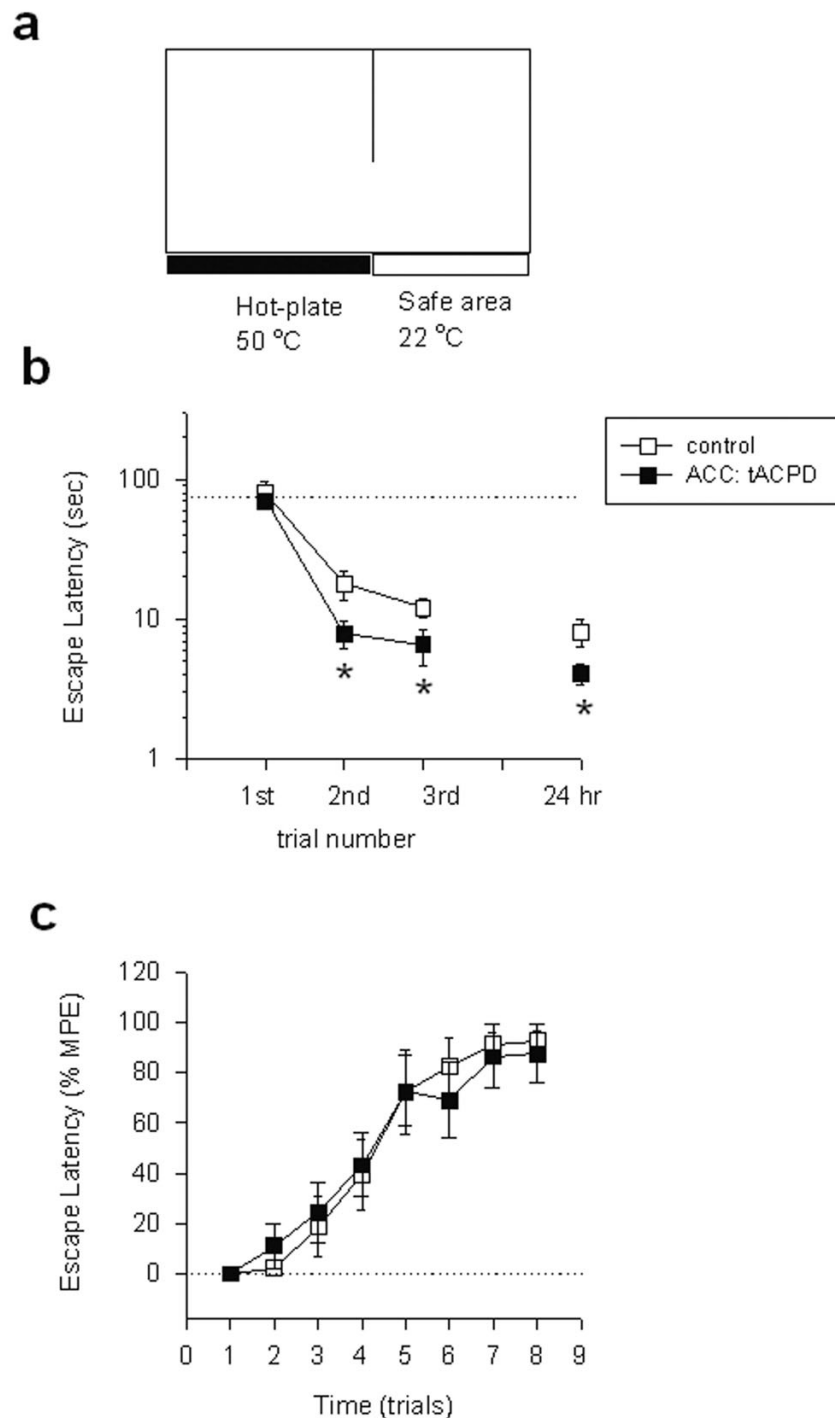 a
Hot-plate Safe area
50 °C 22 °C
b
Escape Latency (sec)
100
10
1
1st 2nd 3rd 24 hr
trial number
control
ACC: tACPD
*
*
*
c
Escape Latency (% MPE)
120
100
80
60
40
20
0
0 1 2 3 4 5 6 7 8 9
Time (trials)